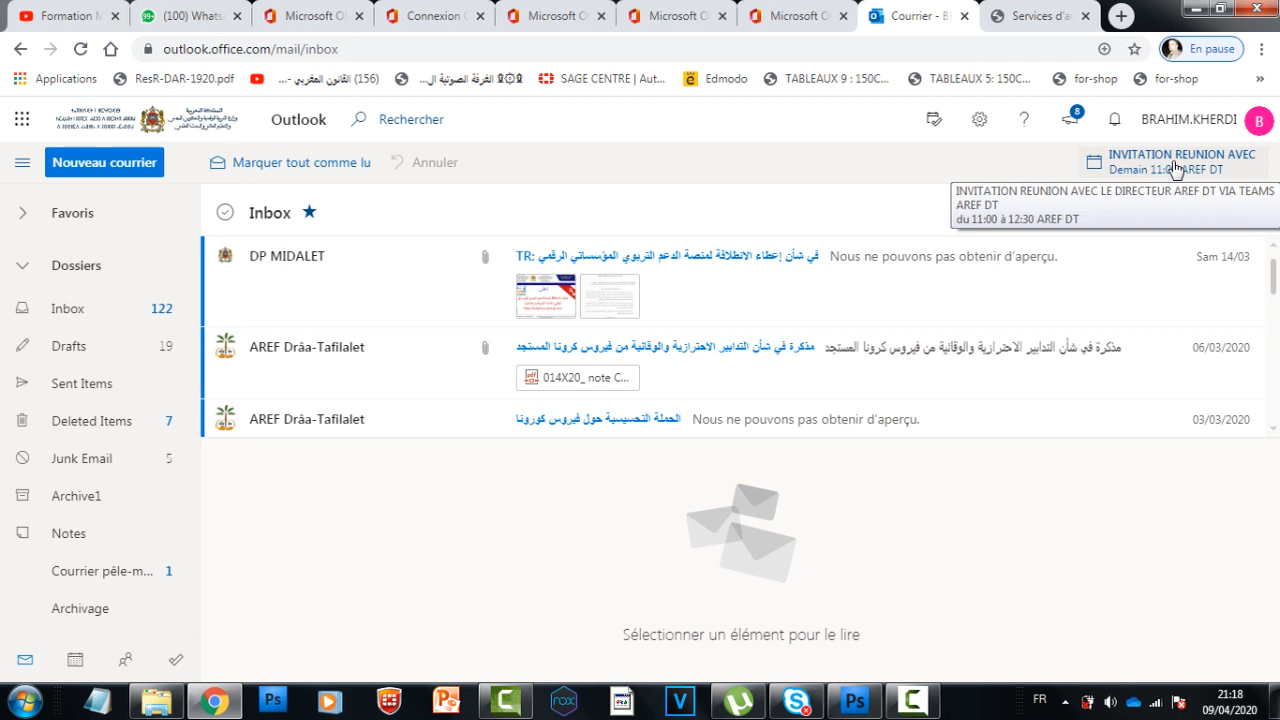 Formation M
(100) Whats
Microsoft O
Connexion C
Microsoft O
Microsoft O
Microsoft O
Courrier - B
Services d'a
outlook.office.com/mail/inbox
En pause
Applications
ResR-DAR-1920.pdf
(156) القانون المغربي -...
الغرفة الصوتية ال...
SAGE CENTRE | Aut...
Edmodo
TABLEAUX 9 : 150C...
TABLEAUX 5: 150C...
for-shop
for-shop
»
Outlook
Rechercher
8
BRAHIM.KHERDI
B
Nouveau courrier
Marquer tout comme lu
Annuler
INVITATION REUNION AVEC
Demain 11:0 AREF DT
INVITATION REUNION AVEC LE DIRECTEUR AREF DT VIA TEAMS
AREF DT
du 11:00 à 12:30 AREF DT
Favoris
Inbox
Dossiers
Inbox 122
Drafts 19
Sent Items
Deleted Items 7
Junk Email 5
Archive1
Notes
Courrier pêle-m... 1
Archivage
DP MIDALET
TR: في شأن إعطاء الانطلاقة لمنصة الدعم التربوي المؤسساتي الرقمي
Nous ne pouvons pas obtenir d'aperçu.
Sam 14/03
AREF Drâa-Tafilalet
مذكرة في شأن التدابير الاحترازية والوقائية من فيروس كرونا المستجد
مذكرة في شأن التدابير الاحترازية والوقائية من فيروس كرونا المستجد
06/03/2020
014X20_ note C...
AREF Drâa-Tafilalet
الحملة التحسيسية حول فيروس كورونا
Nous ne pouvons pas obtenir d'aperçu.
03/03/2020
Sélectionner un élément pour le lire
FR
21:18
09/04/2020